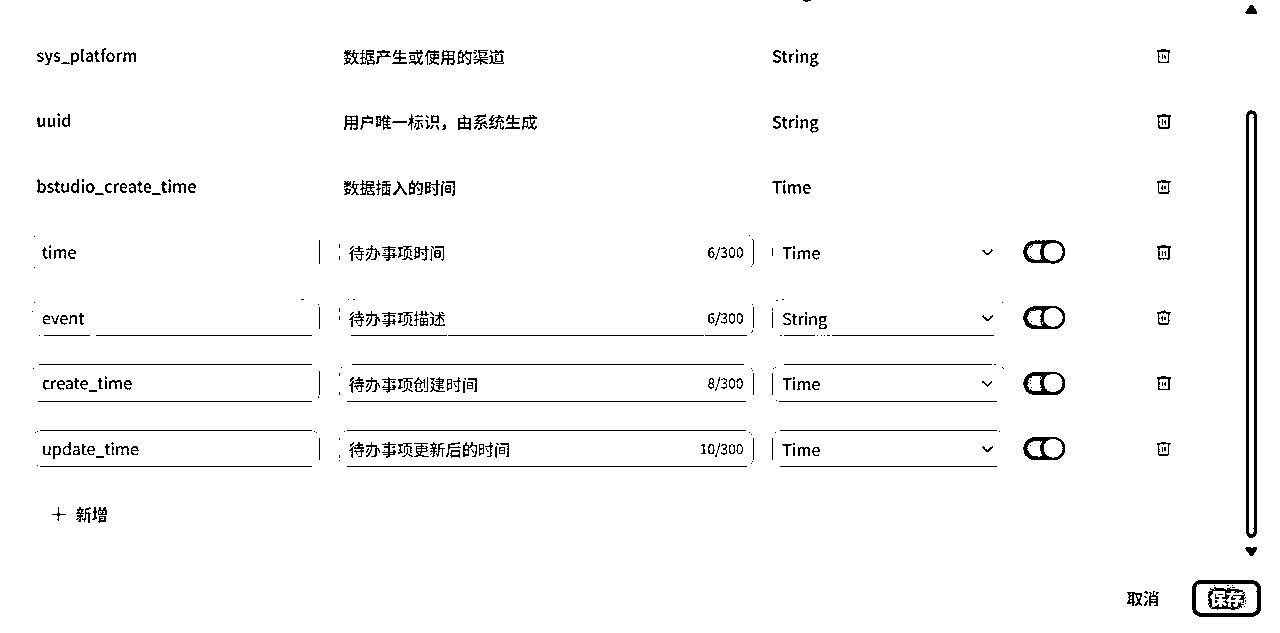 sys_platform 数据产生或使用的渠道 String
uuid 用户唯一标识，由系统生成 String
bstudio_create_time 数据插入的时间 Time
time 待办事项时间 6/300 Time
event 待办事项描述 6/300 String
create_time 待办事项创建时间 8/300 Time
update_time 待办事项更新后的时间 10/300 Time
+ 新增
取消 保存